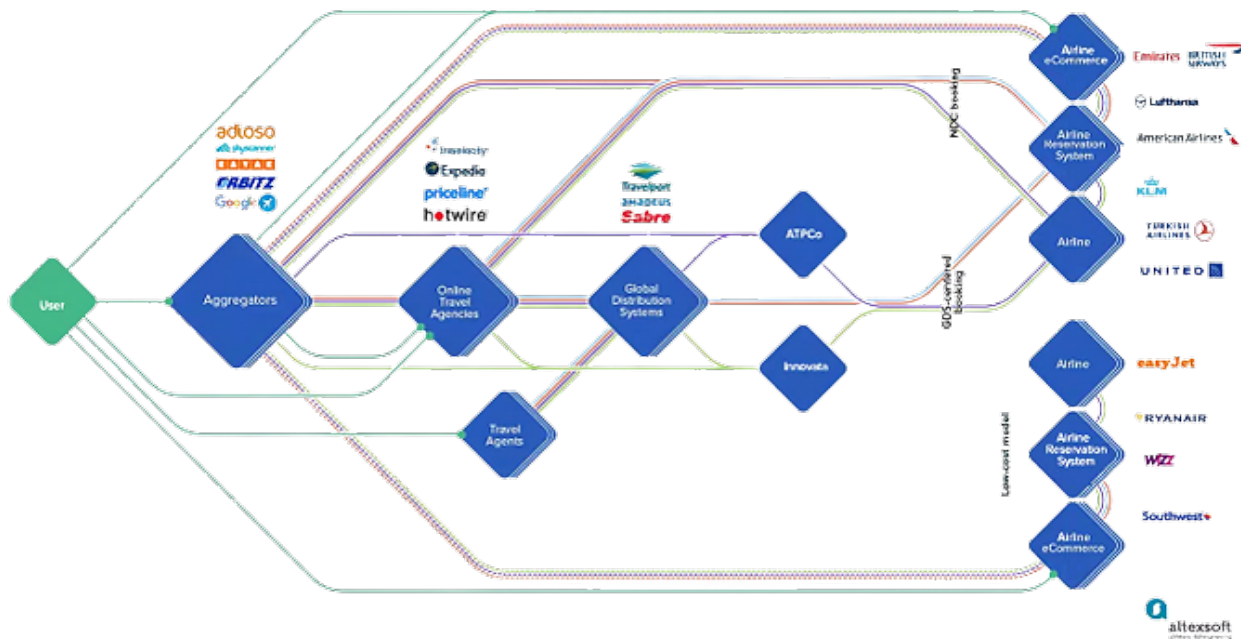 Airline
eCommerce
Emirates
BRITISH
AIRWAYS
Lufthansa
NDC booking
Airline
Reservation
System
American Airlines
adioso
skyscanner
KAYAK
ORBITZ
Google
travelocity
Expedia
priceline
hotwire
Travelport
amadeus
Sabre
KLM
ATPCo
Airline
TURKISH
AIRLINES
UNITED
User
Aggregators
Online
Travel
Agencies
Global
Distribution
Systems
GDS-centered
booking
Innovata
Airline
easyJet
Travel
Agents
Low-cost model
RYANAIR
Airline
Reservation
System
WIZZ
Southwest
Airline
eCommerce
altexsoft